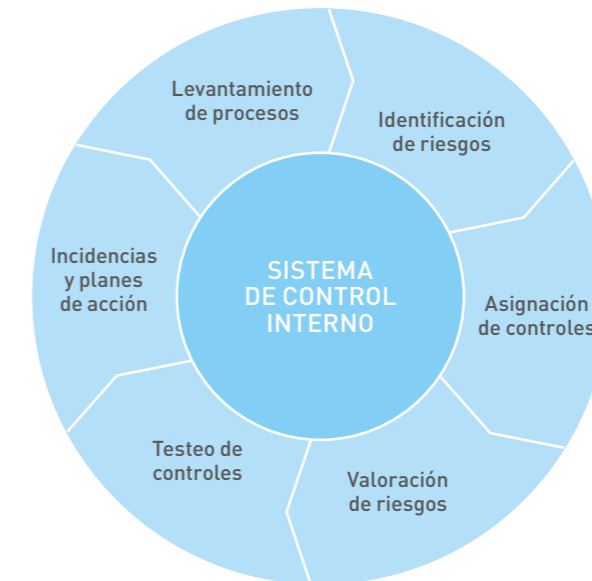 Levantamiento
de procesos
Identificación
de riesgos
Asignación
de controles
Valoración
de riesgos
Testeo de
controles
Incidencias
y planes
de acción
SISTEMA
DE CONTROL
INTERNO